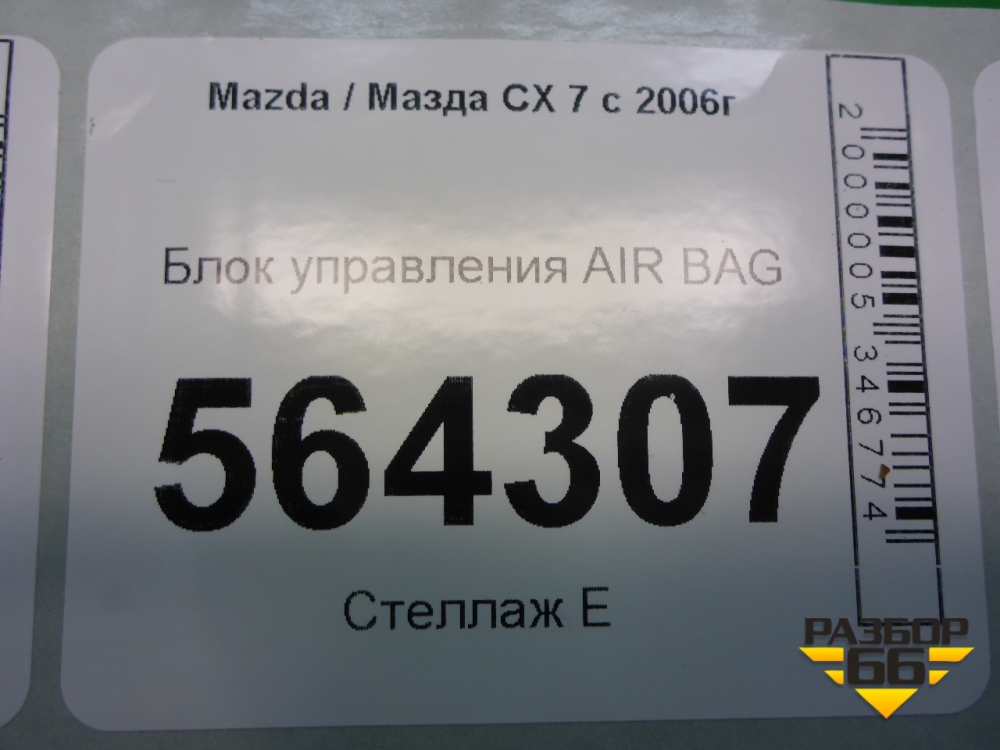 Mazda / Мазда CX 7 с 2006г
Блок управления AIR BAG
564307
Стеллаж E
2000005346774
РАЗБОР
66